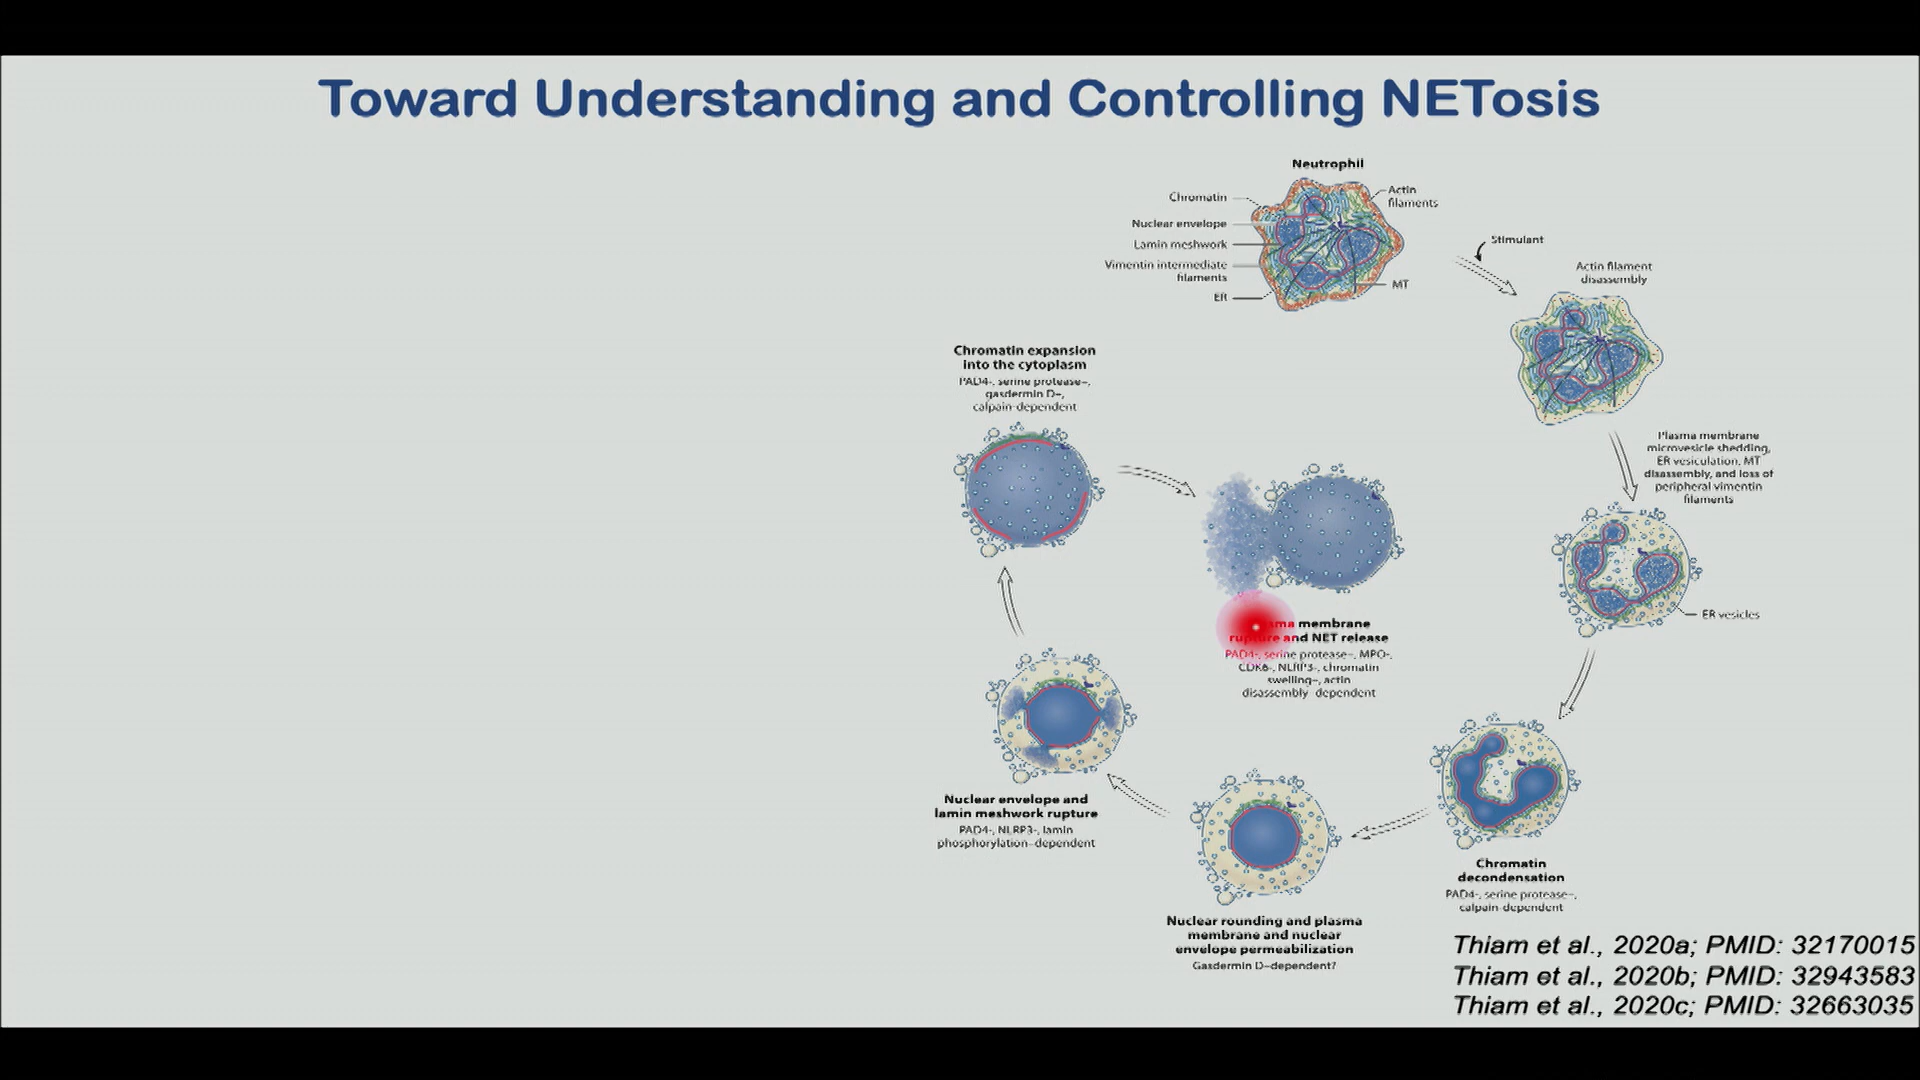 Toward Understanding and Controlling NETosis
Neutrophil
Chromatin
Nuclear envelope
Lamin meshwork
Vimentin intermediate
filaments
ER
Actin
filaments
MT
Stimulant
Actin filament
disassembly
Plasma membrane
microvesicle shedding,
ER vesiculation, MT
disassembly, and loss of
peripheral vimentin
filaments
ER vesicles
Chromatin
decondensation
PAD4-, serine protease-,
calpain-dependent
Nuclear rounding and plasma
membrane and nuclear
envelope permeabilization
Gasdermin D-dependent?
Nuclear envelope and
lamin meshwork rupture
PAD4-, NLRP3-, lamin
phosphorylation-dependent
Chromatin expansion
into the cytoplasm
PAD4-, serine protease-,
gasdermin D-,
calpain-dependent
membrane
rupture and NET release
PAD4-, serine protease-, MPO-,
CDK6-, NLRP3-, chromatin
swelling-, actin
disassembly-dependent
Thiam et al., 2020a; PMID: 32170015
Thiam et al., 2020b; PMID: 32943583
Thiam et al., 2020c; PMID: 32663035